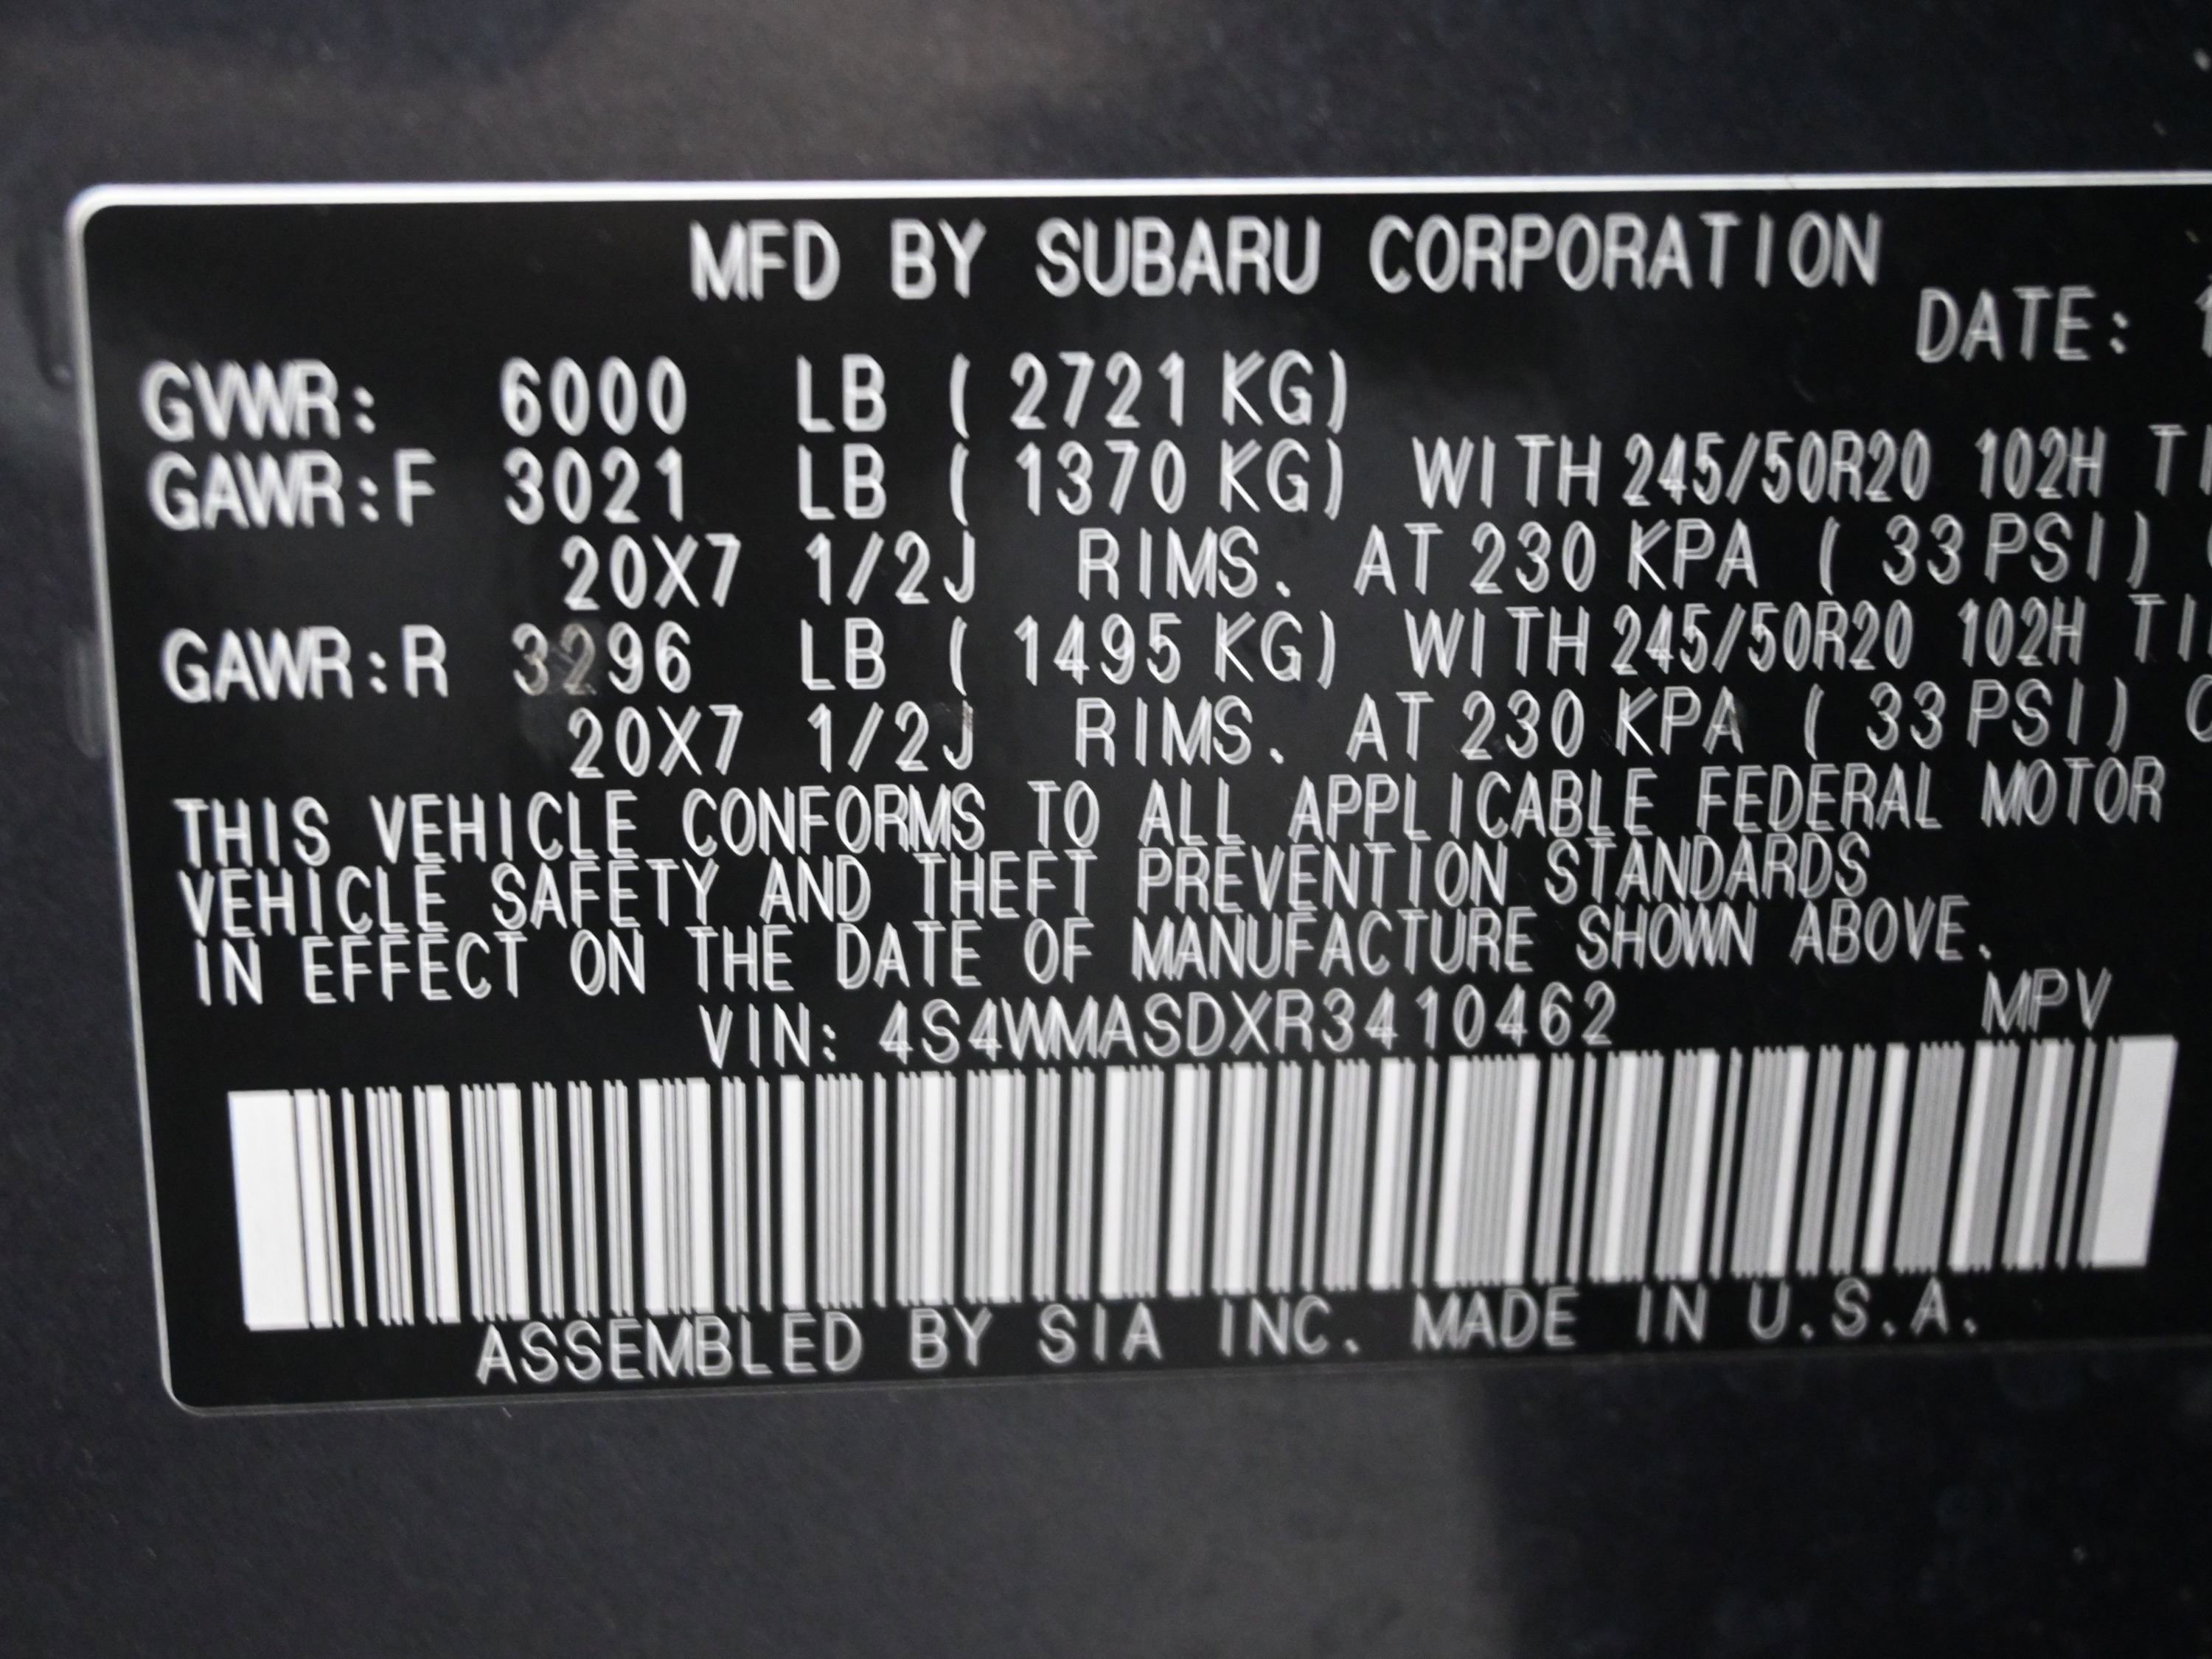 MFD BY SUBARU CORPORATION
DATE:
GVWR: 6000 LB ( 2721 KG)
GAWR:F 3021 LB ( 1370 KG) WITH 245/50R20 102H
20X7 1/2J RIMS. AT 230 KPA ( 33 PSI)
GAWR:R 3296 LB ( 1495 KG) WITH 245/50R20 102H
20X7 1/2J RIMS. AT 230 KPA ( 33 PSI)
THIS VEHICLE CONFORMS TO ALL APPLICABLE FEDERAL MOTOR
VEHICLE SAFETY AND THEFT PREVENTION STANDARDS
IN EFFECT ON THE DATE OF MANUFACTURE SHOWN ABOVE.
VIN: 4S4WMASDXR3410462 MPV
ASSEMBLED BY SIA INC. MADE IN U.S.A.